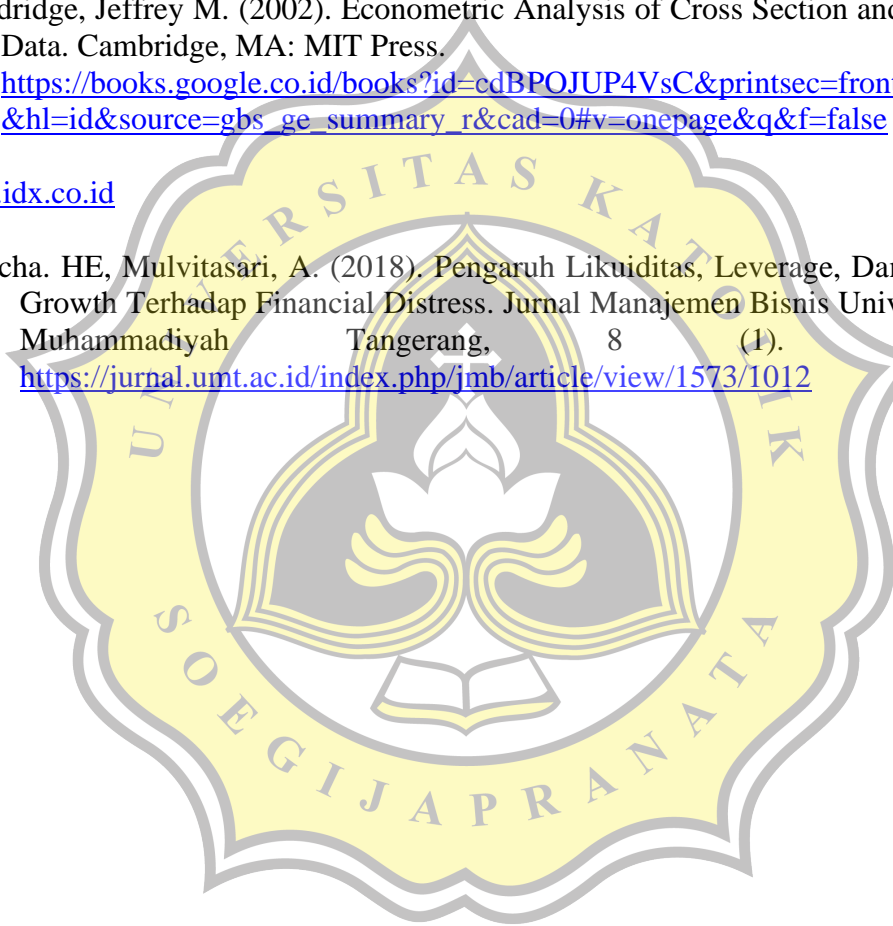 dridge, Jeffrey M. (2002). Econometric Analysis of Cross Section and
Data. Cambridge, MA: MIT Press.
https://books.google.co.id/books?id=cdBPOJUP4VsC&printsec=front
&hl=id&source=gbs_ge_summary_r&cad=0#v=onepage&q&f=false
.idx.co.id
cha. HE, Mulvitasari, A. (2018). Pengaruh Likuiditas, Leverage, Dan
Growth Terhadap Financial Distress. Jurnal Manajemen Bisnis Univ
Muhammadiyah Tangerang, 8 (1).
https://jurnal.umt.ac.id/index.php/jmb/article/view/1573/1012
UNIVERSITAS KATOLIK
SOEGIJAPRANATA